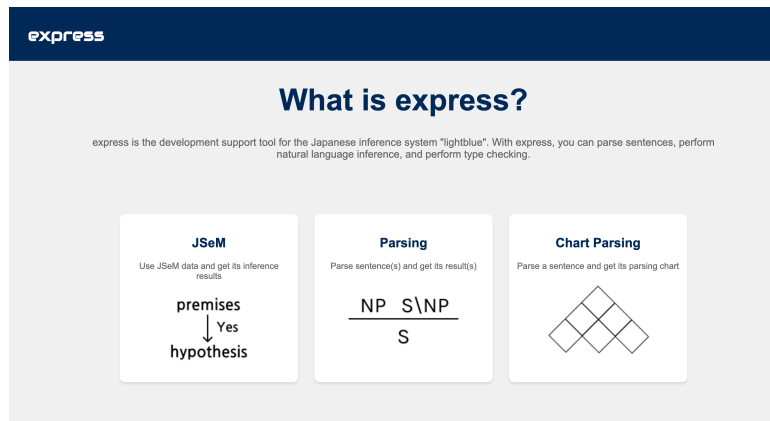 express
What is express?
express is the development support tool for the Japanese inference system "lightblue". With express, you can parse sentences, perform
natural language inference, and perform type checking.
JSeM
Use JSeM data and get its inference
results
premises
Yes
hypothesis
Parsing
Parse sentence(s) and get its result(s)
NP S\NP
S
Chart Parsing
Parse a sentence and get its parsing chart